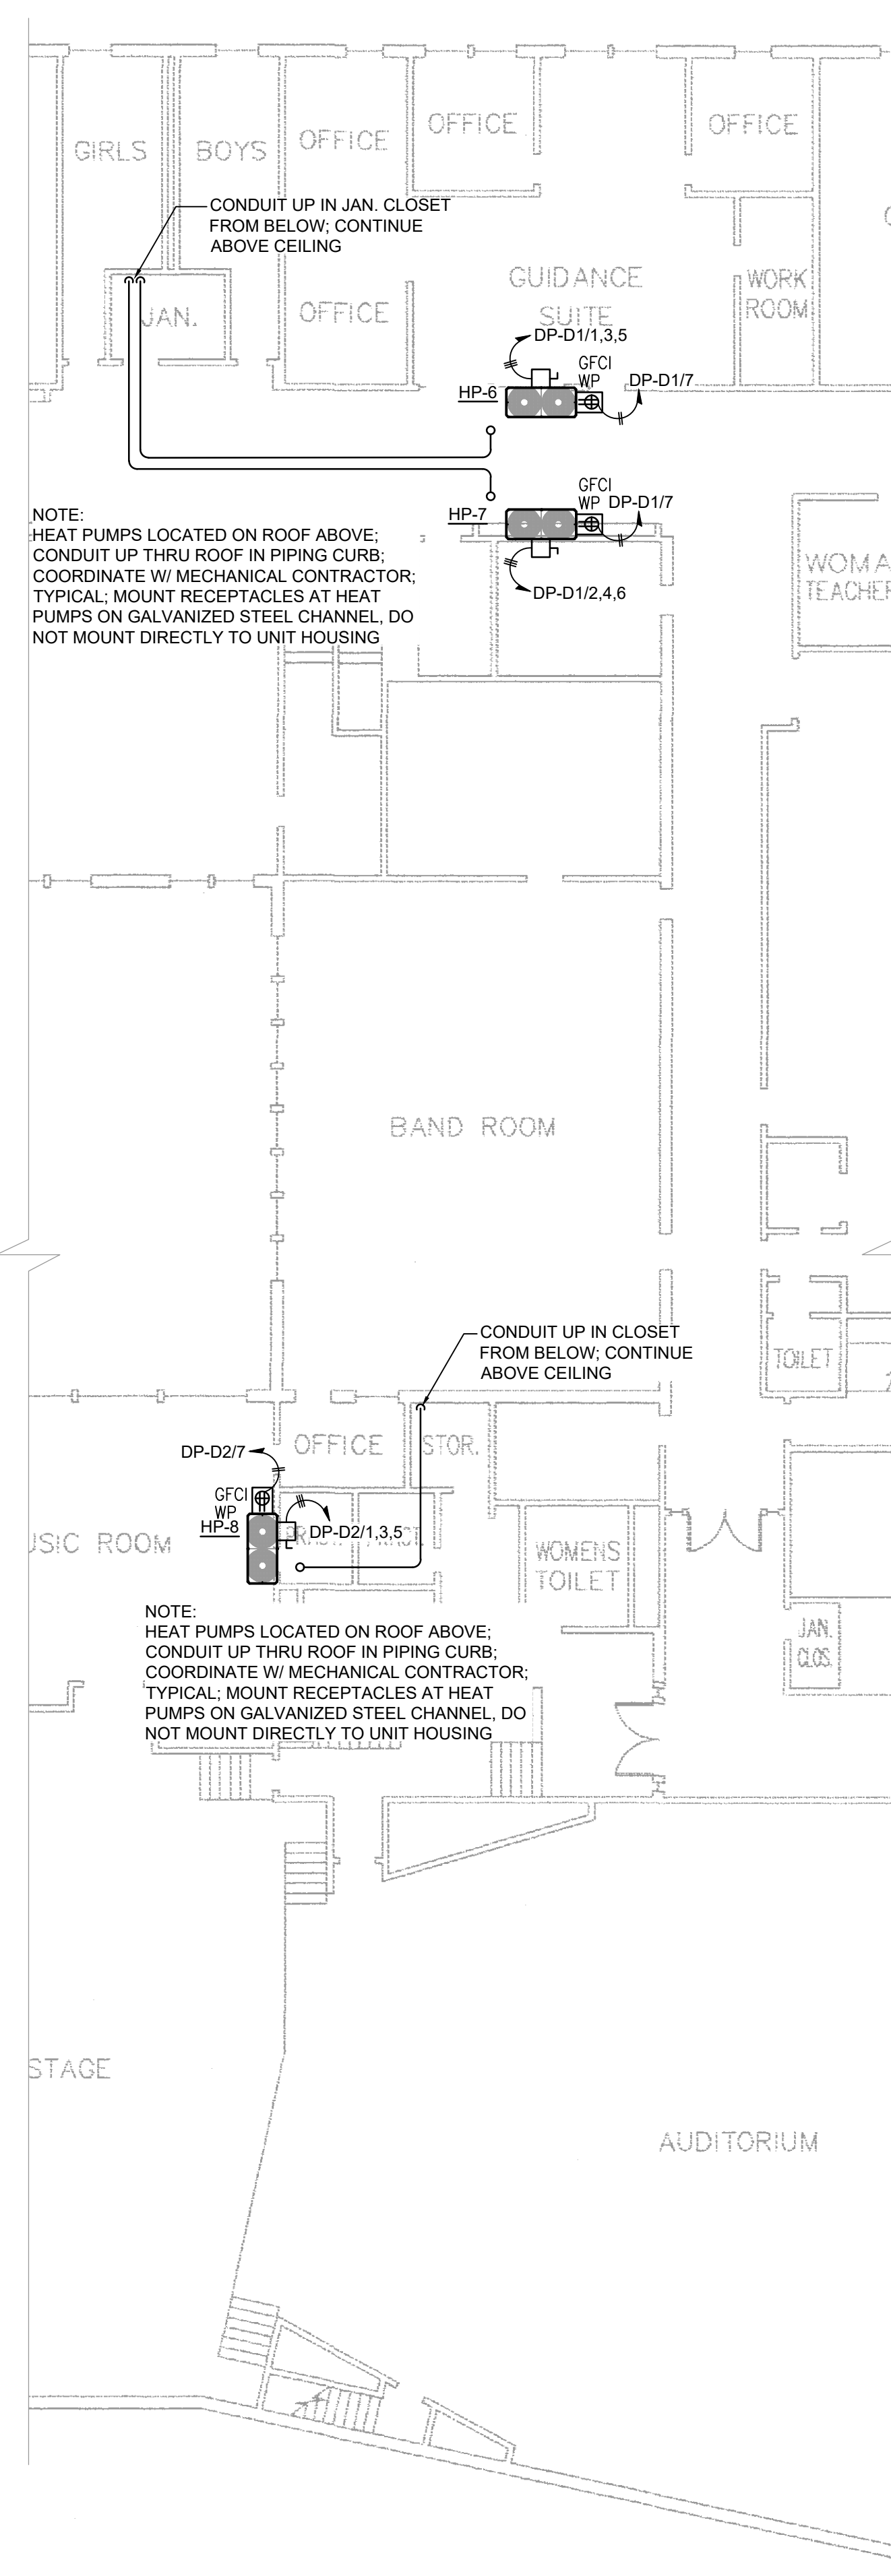 GIRLS
BOYS
OFFICE
OFFICE
OFFICE
CONDUIT UP IN JAN. CLOSET
FROM BELOW; CONTINUE
ABOVE CEILING
JAN.
OFFICE
GUIDANCE
SUITE
WORK
ROOM
DP-D1/1,3,5
GFCI
WP
DP-D1/7
HP-6
GFCI
WP
DP-D1/7
HP-7
DP-D1/2,4,6
NOTE:
HEAT PUMPS LOCATED ON ROOF ABOVE;
CONDUIT UP THRU ROOF IN PIPING CURB;
COORDINATE W/ MECHANICAL CONTRACTOR;
TYPICAL; MOUNT RECEPTACLES AT HEAT
PUMPS ON GALVANIZED STEEL CHANNEL, DO
NOT MOUNT DIRECTLY TO UNIT HOUSING
WOMA
TEACHER
BAND ROOM
CONDUIT UP IN CLOSET
FROM BELOW; CONTINUE
ABOVE CEILING
TOILET
OFFICE
STOR.
DP-D2/7
GFCI
WP
HP-8
DP-D2/1,3,5
USIC ROOM
WOMENS
TOILET
JAN.
CLOS.
NOTE:
HEAT PUMPS LOCATED ON ROOF ABOVE;
CONDUIT UP THRU ROOF IN PIPING CURB;
COORDINATE W/ MECHANICAL CONTRACTOR;
TYPICAL; MOUNT RECEPTACLES AT HEAT
PUMPS ON GALVANIZED STEEL CHANNEL, DO
NOT MOUNT DIRECTLY TO UNIT HOUSING
STAGE
AUDITORIUM